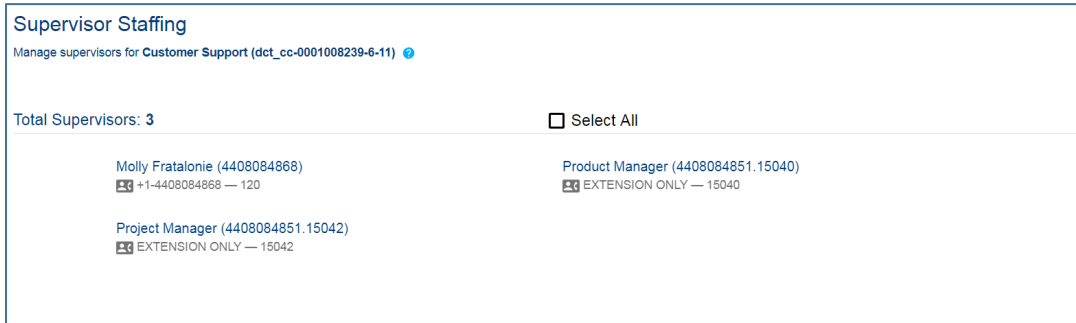 Supervisor Staffing
Manage supervisors for Customer Support (dct_cc-0001008239-6-11) ?
Total Supervisors: 3
Select All
Molly Fratalonie (4408084868)
+1-4408084868 — 120
Product Manager (4408084851.15040)
EXTENSION ONLY — 15040
Project Manager (4408084851.15042)
EXTENSION ONLY — 15042